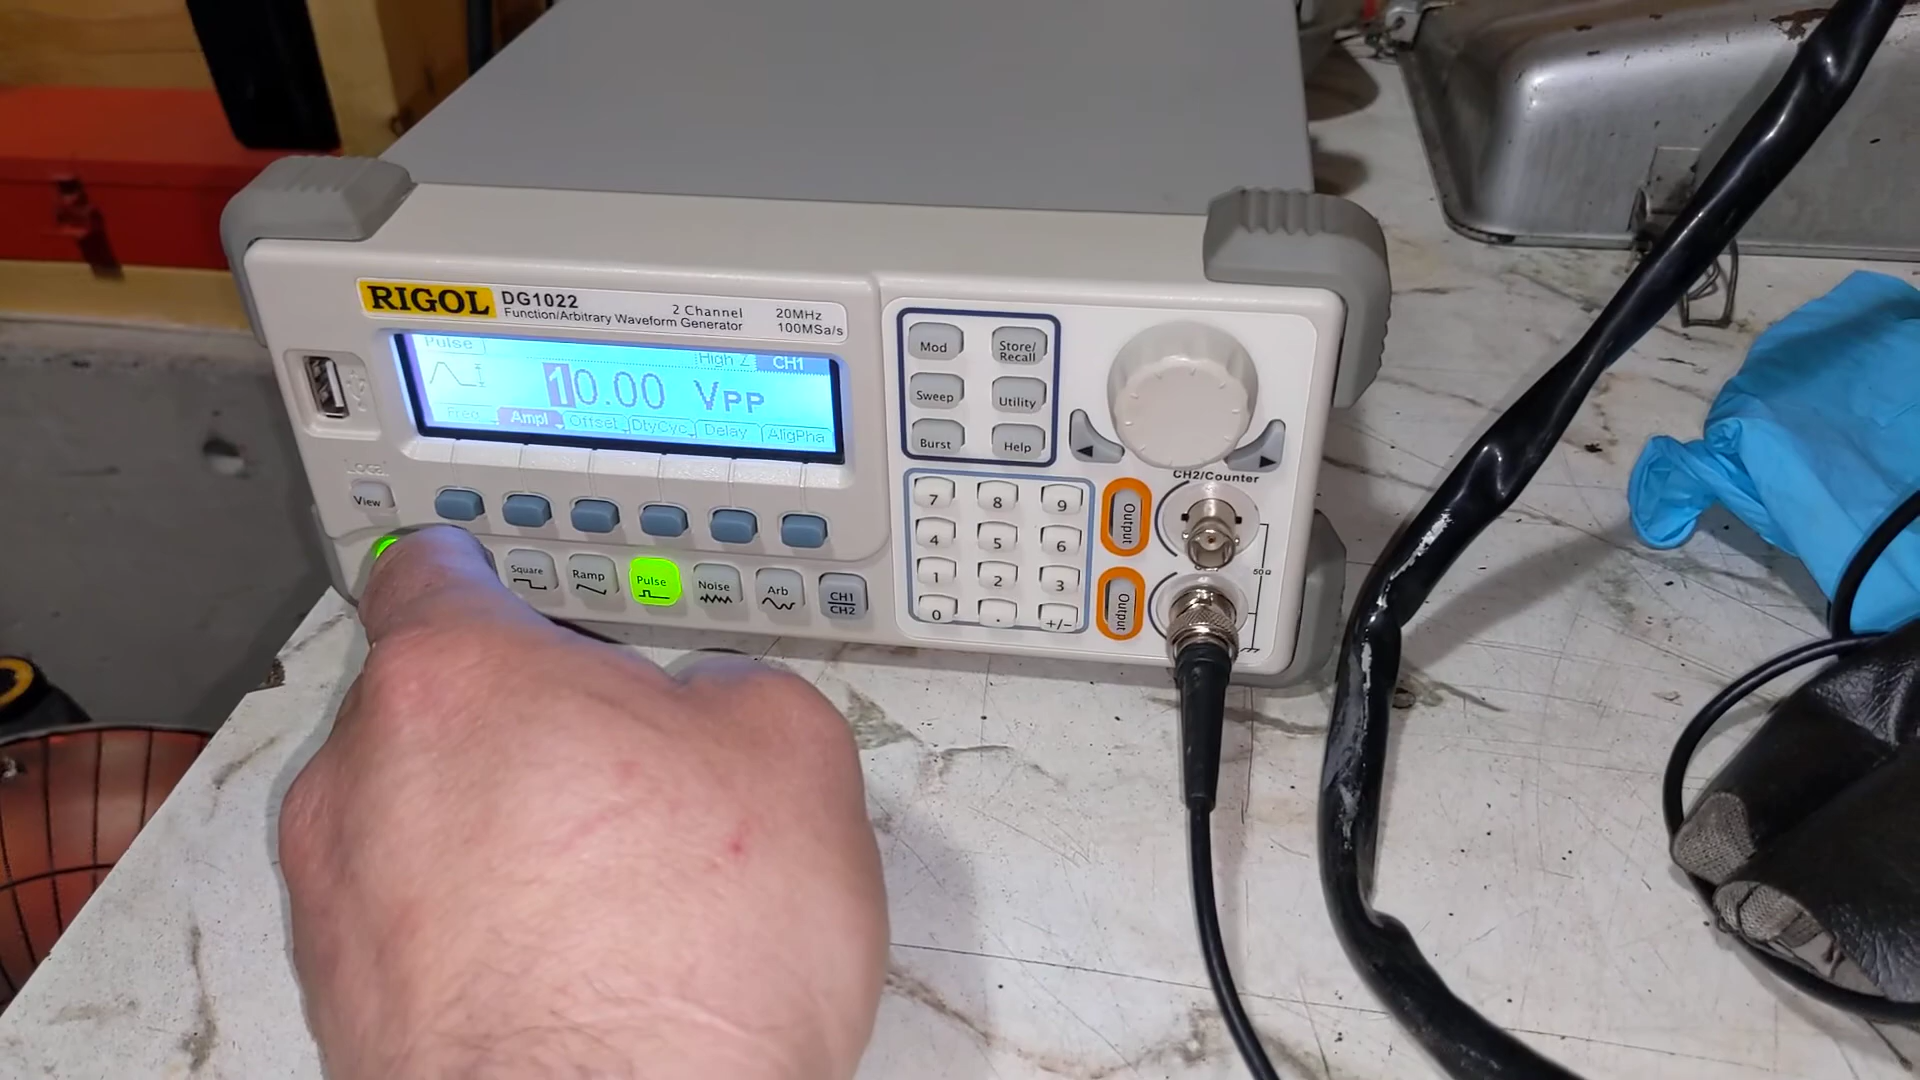 RIGOL DG1022
2 Channel 20MHz
Function/Arbitrary Waveform Generator 100MSa/s
Pulse
High Z CH1
10.00 VPP
Freq Ampl Offset DtyCyc Delay AligPha
Local
View
Square
Ramp
Pulse
Noise
Arb
CH1
CH2
Mod
Store/
Recall
Sweep
Utility
Burst
Help
CH2/Counter
7 8 9
4 5 6
1 2 3
0 . +/−
Output
Output
50Ω